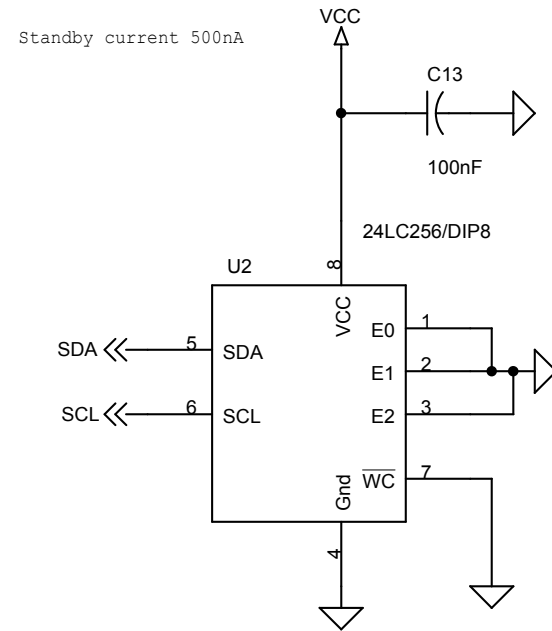 VCC
Standby current 500nA
C13
100nF
24LC256/DIP8
U2
8
VCC
E0 1
SDA 5 SDA
E1 2
SCL 6 SCL
E2 3
Gnd
WC 7
4